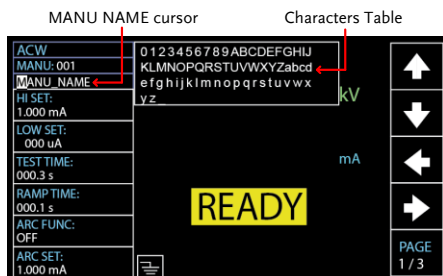 MANU NAME cursor
Characters Table
ACW
MANU: 001
MANU_NAME
HI SET:
1.000 mA
LOW SET:
000 uA
TEST TIME:
000.3 s
RAMP TIME:
000.1 s
ARC FUNC:
OFF
ARC SET:
1.000 mA
0123456789ABCDEFGHIJ
KLMNOPQRSTUVWXYZabcd
efghijklmnopqrstuvwx
yz_
kV
mA
READY
PAGE
1 / 3